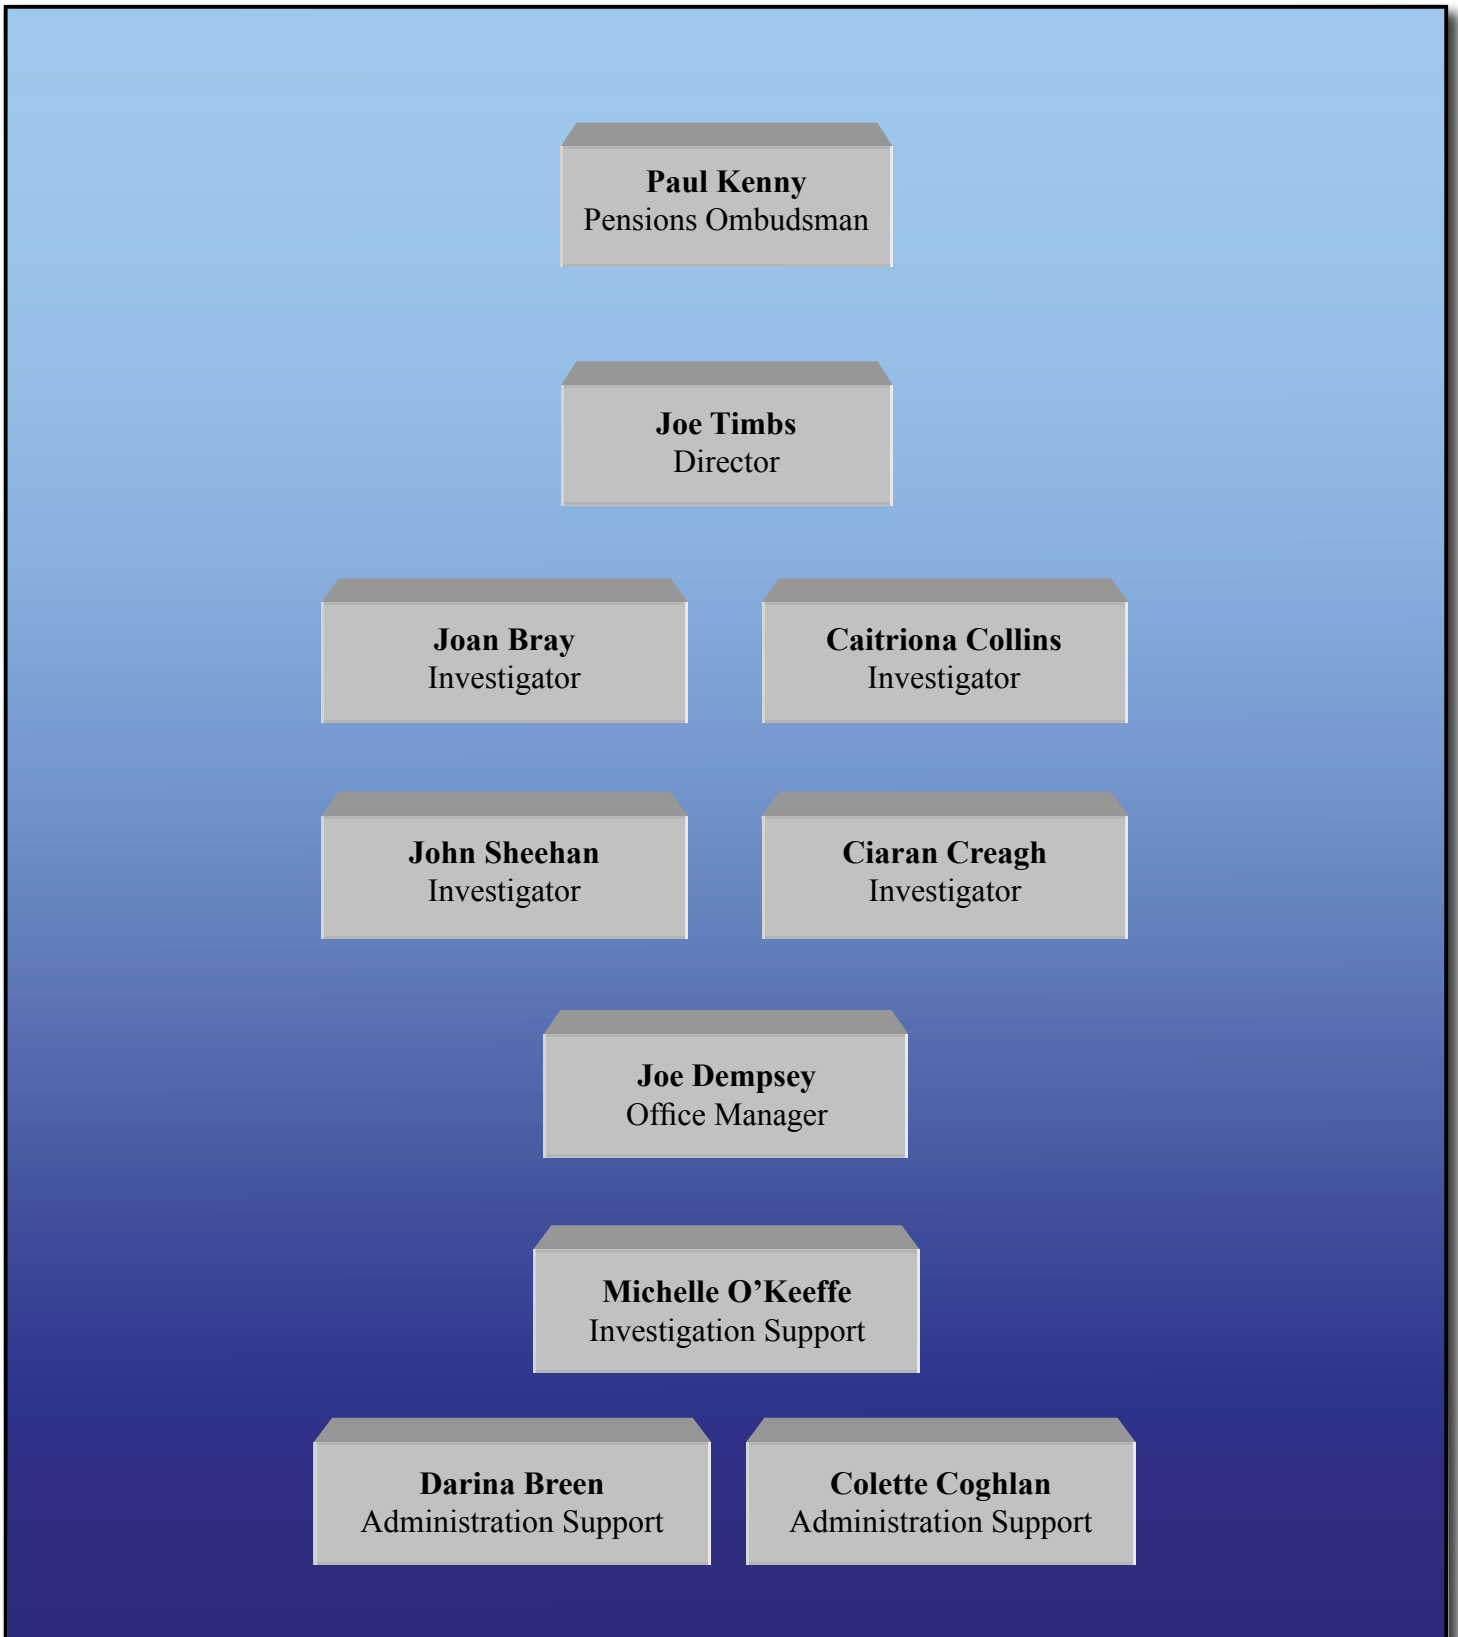 Paul Kenny
Pensions Ombudsman
Joe Timbs
Director
Joan Bray
Investigator
Caitriona Collins
Investigator
John Sheehan
Investigator
Ciaran Creagh
Investigator
Joe Dempsey
Office Manager
Michelle O’Keeffe
Investigation Support
Darina Breen
Administration Support
Colette Coghlan
Administration Support